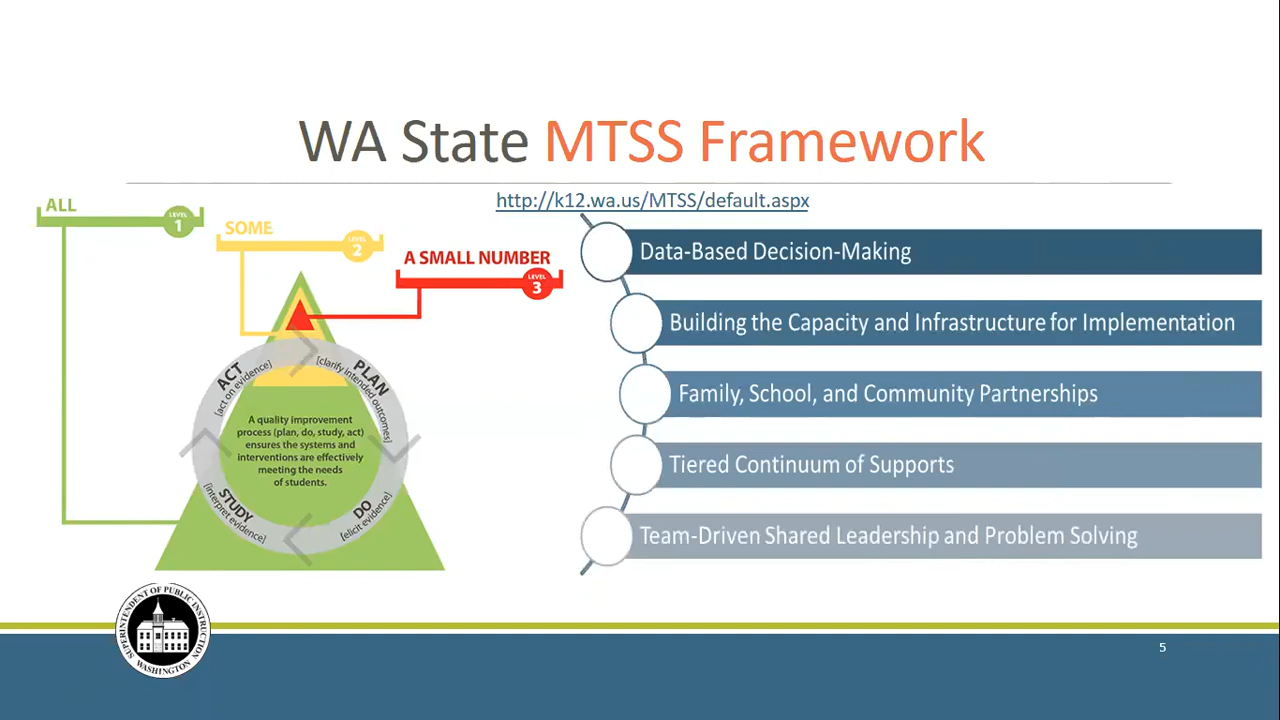 WA State MTSS Framework
http://k12.wa.us/MTSS/default.aspx
ALL
LEVEL
1
SOME
LEVEL
2
A SMALL NUMBER
LEVEL
3
ACT
[act on evidence]
PLAN
[clarify intended outcomes]
A quality improvement
process (plan, do, study, act)
ensures the systems and
interventions are effectively
meeting the needs
of students.
STUDY
[interpret evidence]
DO
[elicit evidence]
Data-Based Decision-Making
Building the Capacity and Infrastructure for Implementation
Family, School, and Community Partnerships
Tiered Continuum of Supports
Team-Driven Shared Leadership and Problem Solving
SUPERINTENDENT OF PUBLIC INSTRUCTION
WASHINGTON
5